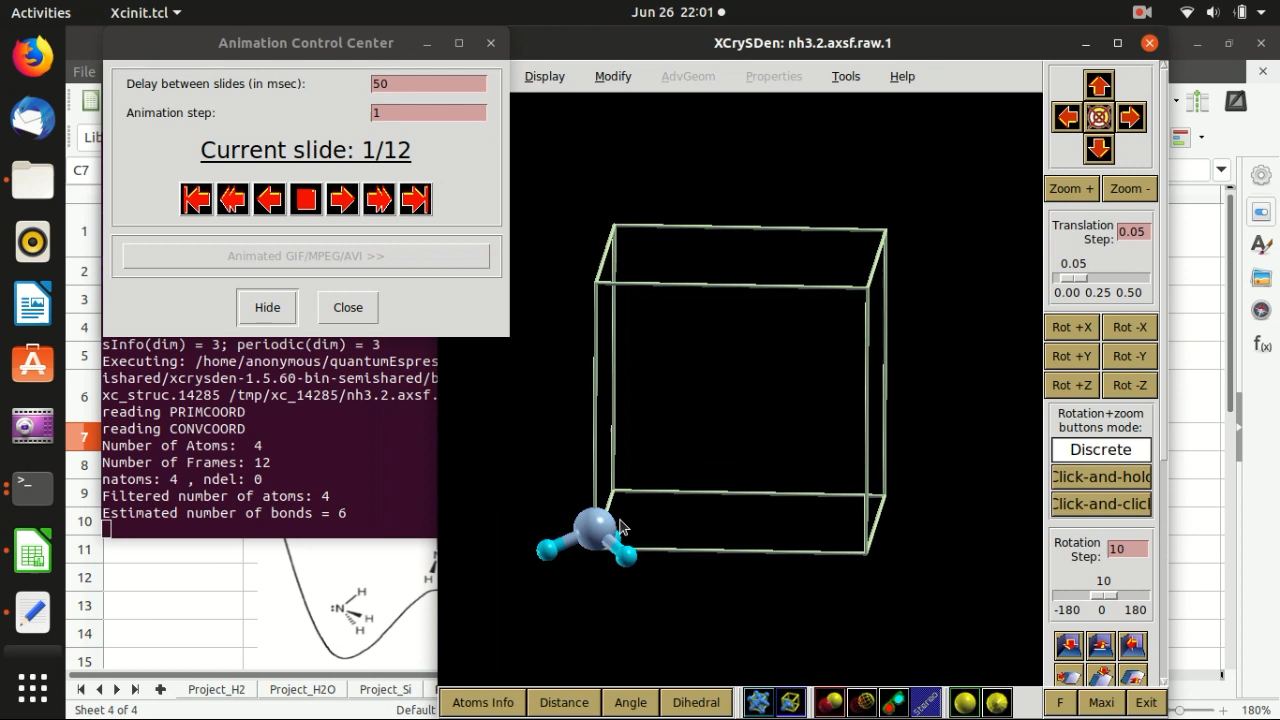 Activities
Xcinit.tcl
Jun 26 22:01
Animation Control Center
XCrySDen: nh3.2.axsf.raw.1
File
Delay between slides (in msec):
50
Animation step:
1
Current slide: 1/12
Animated GIF/MPEG/AVI >>
Hide
Close
Display
Modify
AdvGeom
Properties
Tools
Help
Lib
C7
1
2
3
4
5
6
7
8
9
10
11
12
13
14
15
sInfo(dim) = 3; periodic(dim) = 3
Executing: /home/anonymous/quantumEspres
ishared/xcrysden-1.5.60-bin-semishared/b
xc_struc.14285 /tmp/xc_14285/nh3.2.axsf.
reading PRIMCOORD
reading CONVCOORD
Number of Atoms: 4
Number of Frames: 12
natoms: 4 , ndel: 0
Filtered number of atoms: 4
Estimated number of bonds = 6
H
:N
H
H
N
H
Zoom +
Zoom -
Translation
Step:
0.05
0.05
0.00 0.25 0.50
Rot +X
Rot -X
Rot +Y
Rot -Y
Rot +Z
Rot -Z
Rotation+zoom
buttons mode:
Discrete
Click-and-hold
Click-and-click
Rotation
Step:
10
10
-180 0 180
Atoms Info
Distance
Angle
Dihedral
F
Maxi
Exit
Project_H2
Project_H2O
Project_Si
Sheet 4 of 4
Default
180%
f(x)